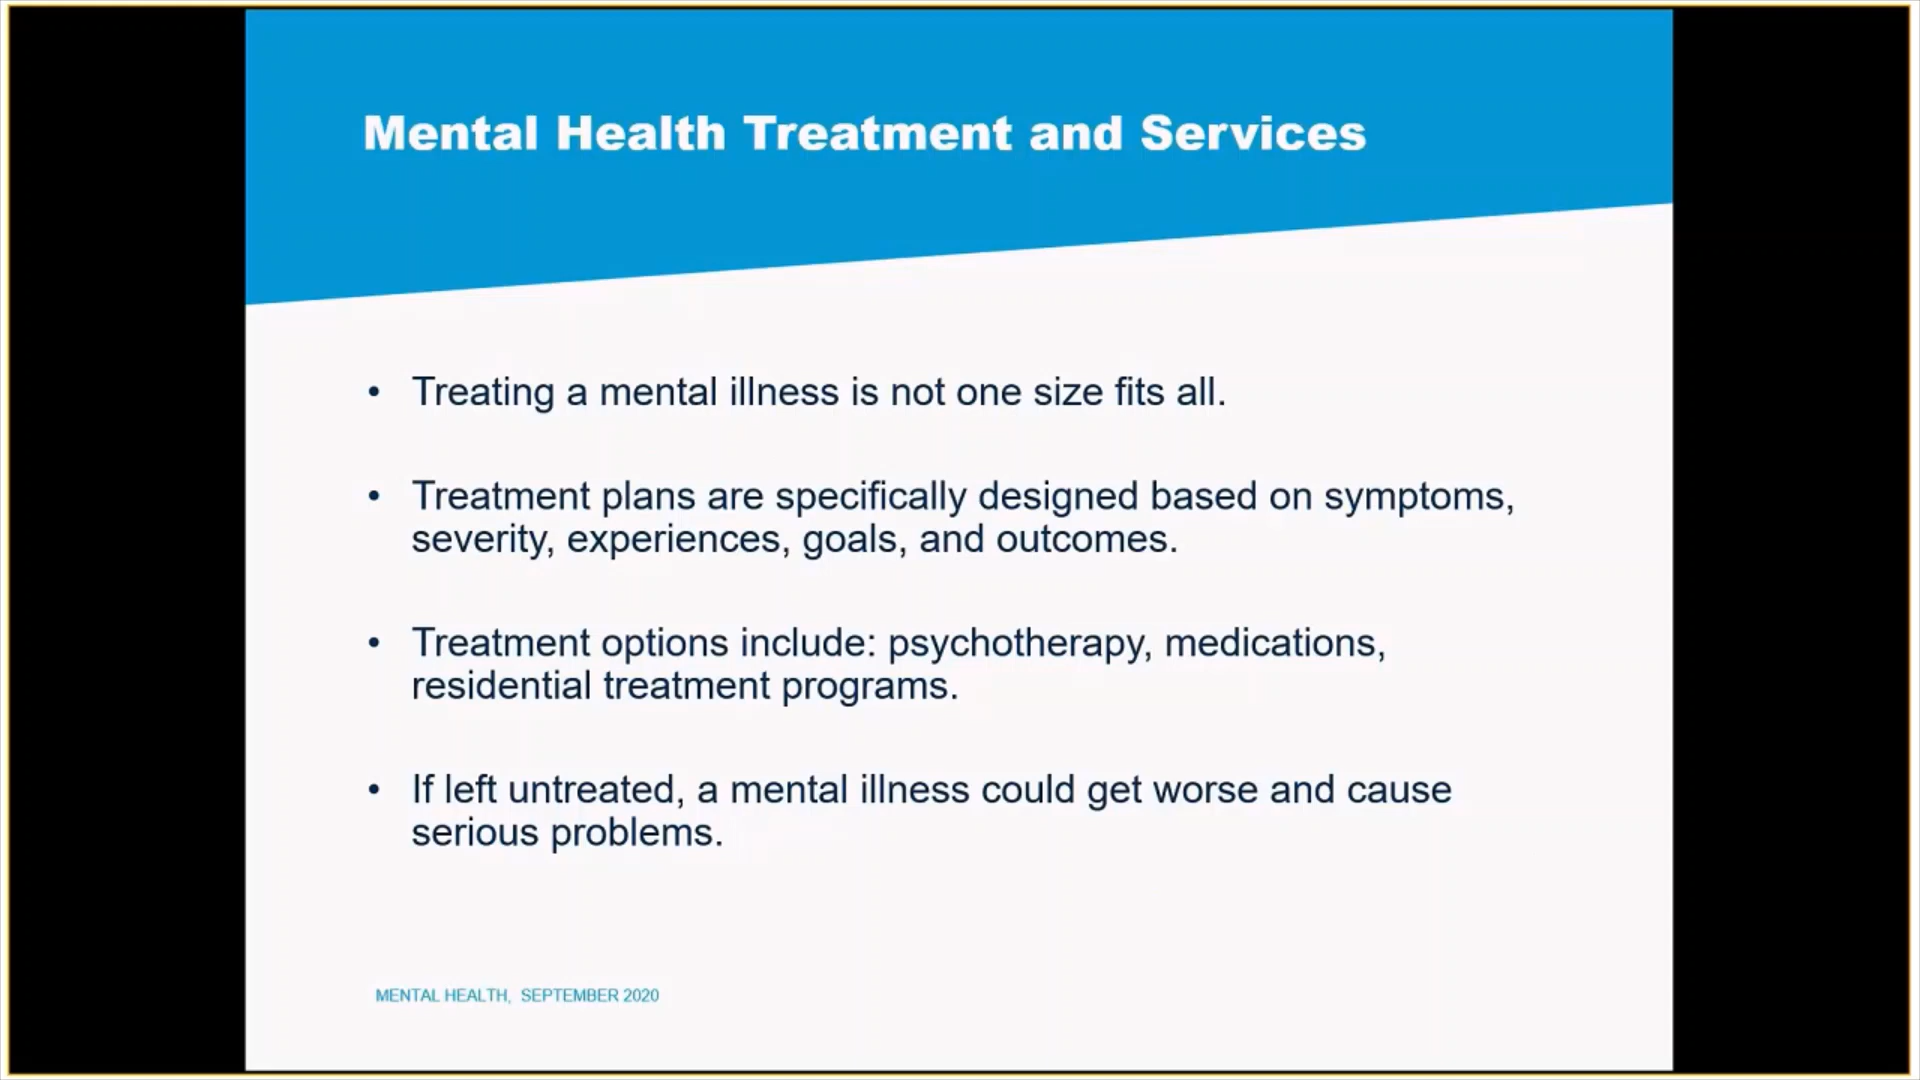 Mental Health Treatment and Services
• Treating a mental illness is not one size fits all.
• Treatment plans are specifically designed based on symptoms,
severity, experiences, goals, and outcomes.
• Treatment options include: psychotherapy, medications,
residential treatment programs.
• If left untreated, a mental illness could get worse and cause
serious problems.
MENTAL HEALTH, SEPTEMBER 2020